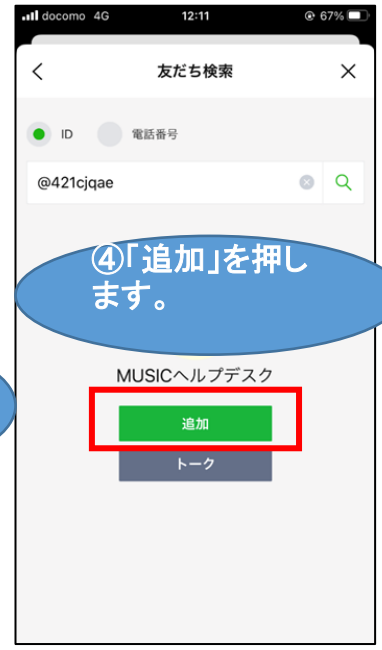 docomo 4G 12:11 67%
友だち検索
ID 電話番号
@421cjqae
④「追加」を押し
ます。
MUSICヘルプデスク
追加
トーク